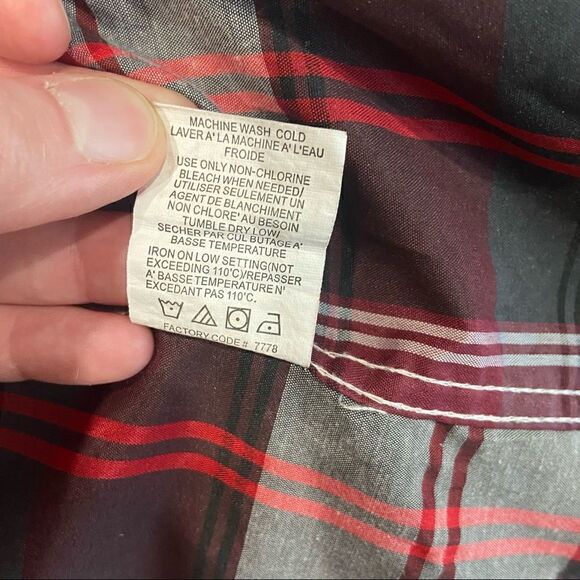 MACHINE WASH COLD
LAVER A' LA MACHINE A' L'EAU
FROIDE
USE ONLY NON-CHLORINE
BLEACH WHEN NEEDED/
UTILISER SEULEMENT UN
AGENT DE BLANCHIMENT
NON CHLORE' AU BESOIN
TUMBLE DRY LOW/
SECHER PAR CUL BUTAGE A'
BASSE TEMPERATURE
IRON ON LOW SETTING(NOT
EXCEEDING 110℃)/REPASSER
A' BASSE TEMPERATURE N'
EXCEDANT PAS 110℃.
FACTORY CODE# 7778